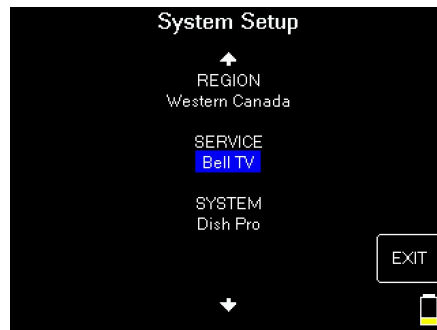 System Setup
REGION
Western Canada
SERVICE
Bell TV
SYSTEM
Dish Pro
EXIT